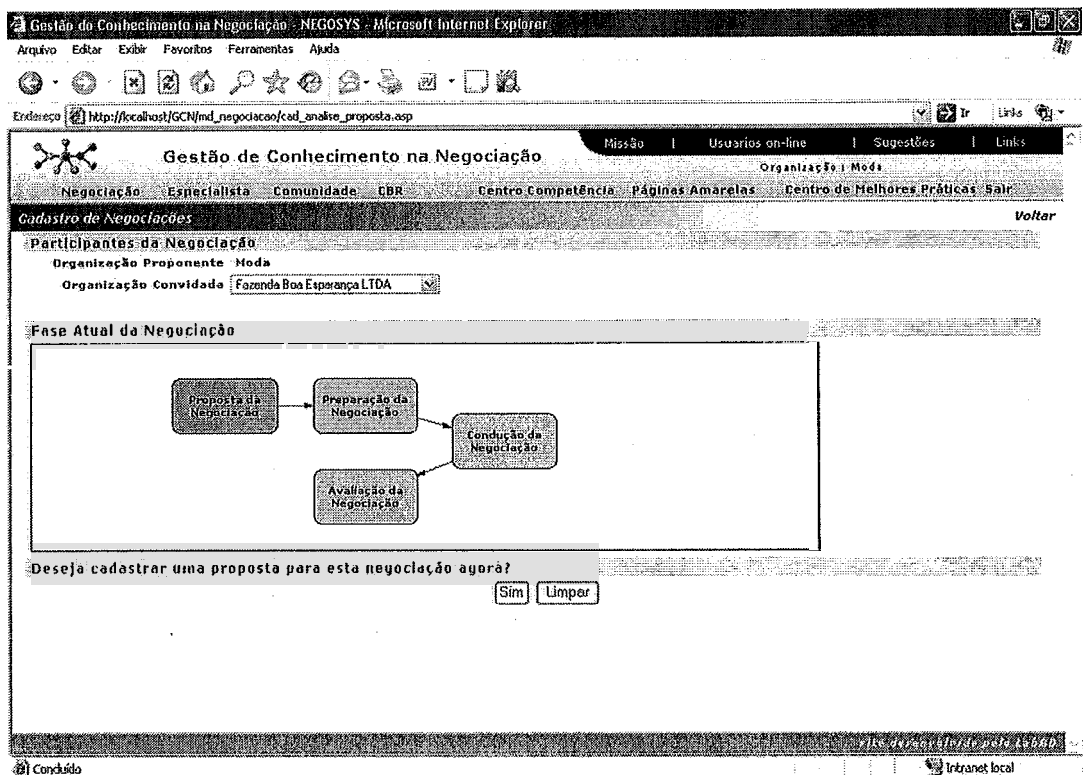 Gestão do Conhecimento na Negociação - NEGOSYS - Microsoft Internet Explorer
Arquivo Editar Exibir Favoritos Ferramentas Ajuda
Endereço http://localhost/GCN/md_negociacao/cad_analise_proposta.asp Ir Links
Missão | Usuarios on-line | Sugestões | Links
Gestão de Conhecimento na Negociação
Organização : Moda
Negociação Especialista Comunidade CBR Centro Competência Páginas Amarelas Centro de Melhores Práticas Sair
Cadastro de Negociações Voltar
Participantes da Negociação
Organização Proponente Moda
Organização Convidada Fazenda Boa Esperança LTDA
Fase Atual da Negociação
Proposta da Negociação
Preparação da Negociação
Condução da Negociação
Avaliação da Negociação
Deseja cadastrar uma proposta para esta negociação agora?
Sim Limpar
site desenvolvido pelo LabBD
Concluído Intranet local